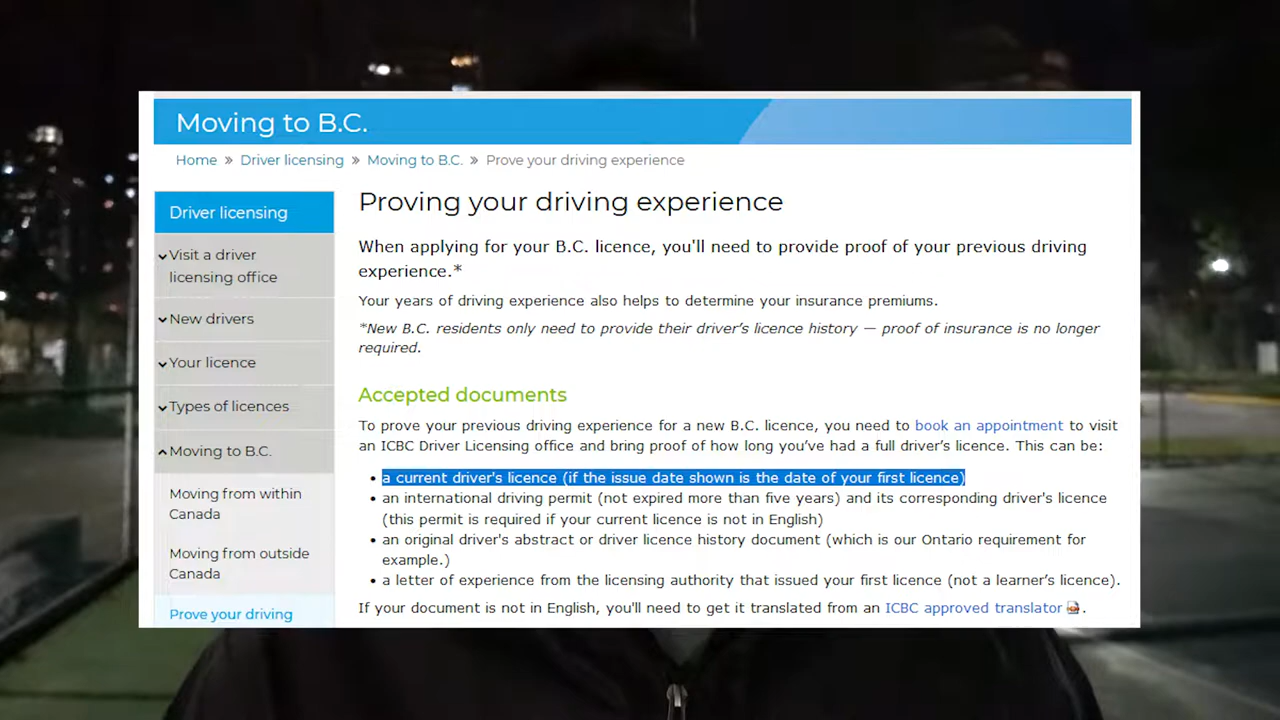 Moving to B.C.
Home » Driver licensing » Moving to B.C. » Prove your driving experience
Driver licensing
Visit a driver
licensing office
New drivers
Your licence
Types of licences
Moving to B.C.
Moving from within
Canada
Moving from outside
Canada
Prove your driving
Proving your driving experience
When applying for your B.C. licence, you'll need to provide proof of your previous driving
experience.*
Your years of driving experience also helps to determine your insurance premiums.
*New B.C. residents only need to provide their driver’s licence history — proof of insurance is no longer
required.
Accepted documents
To prove your previous driving experience for a new B.C. licence, you need to book an appointment to visit
an ICBC Driver Licensing office and bring proof of how long you’ve had a full driver’s licence. This can be:
• a current driver's licence (if the issue date shown is the date of your first licence)
• an international driving permit (not expired more than five years) and its corresponding driver's licence
(this permit is required if your current licence is not in English)
• an original driver's abstract or driver licence history document (which is our Ontario requirement for
example.)
• a letter of experience from the licensing authority that issued your first licence (not a learner’s licence).
If your document is not in English, you'll need to get it translated from an ICBC approved translator .